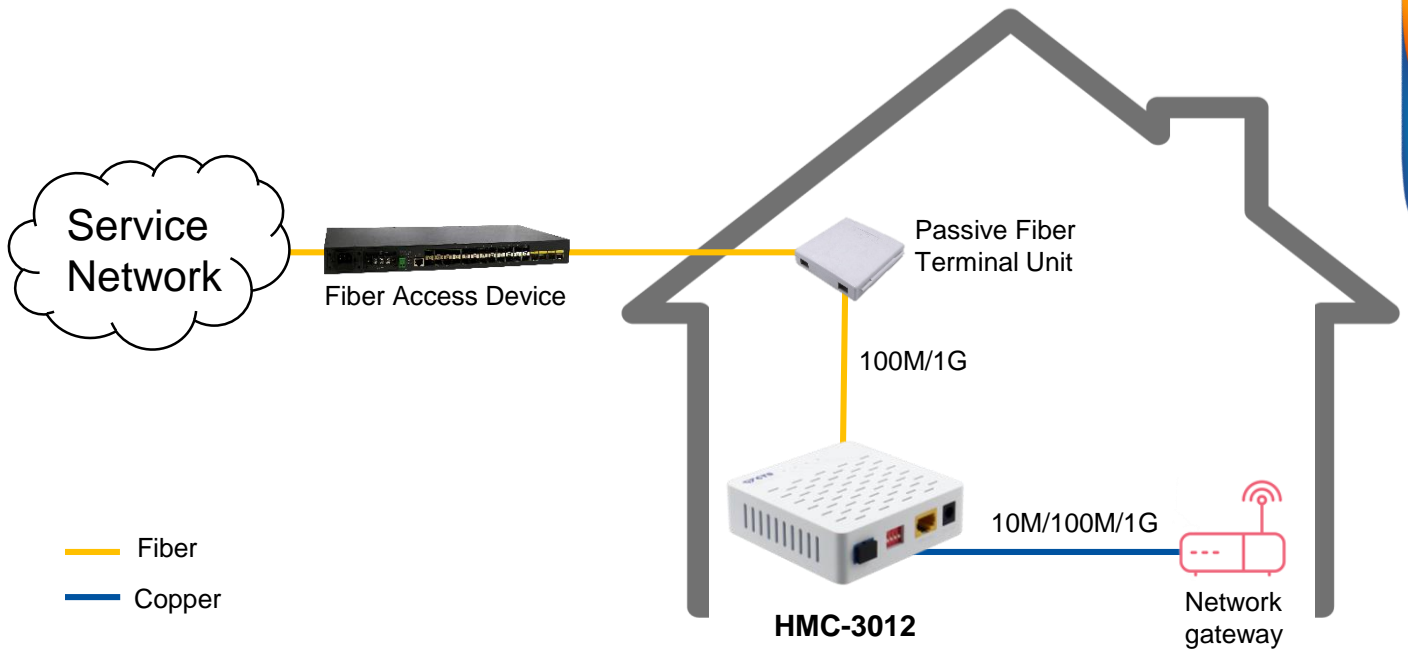 Service
Network
Fiber Access Device
Passive Fiber
Terminal Unit
100M/1G
10M/100M/1G
Fiber
Copper
HMC-3012
Network
gateway